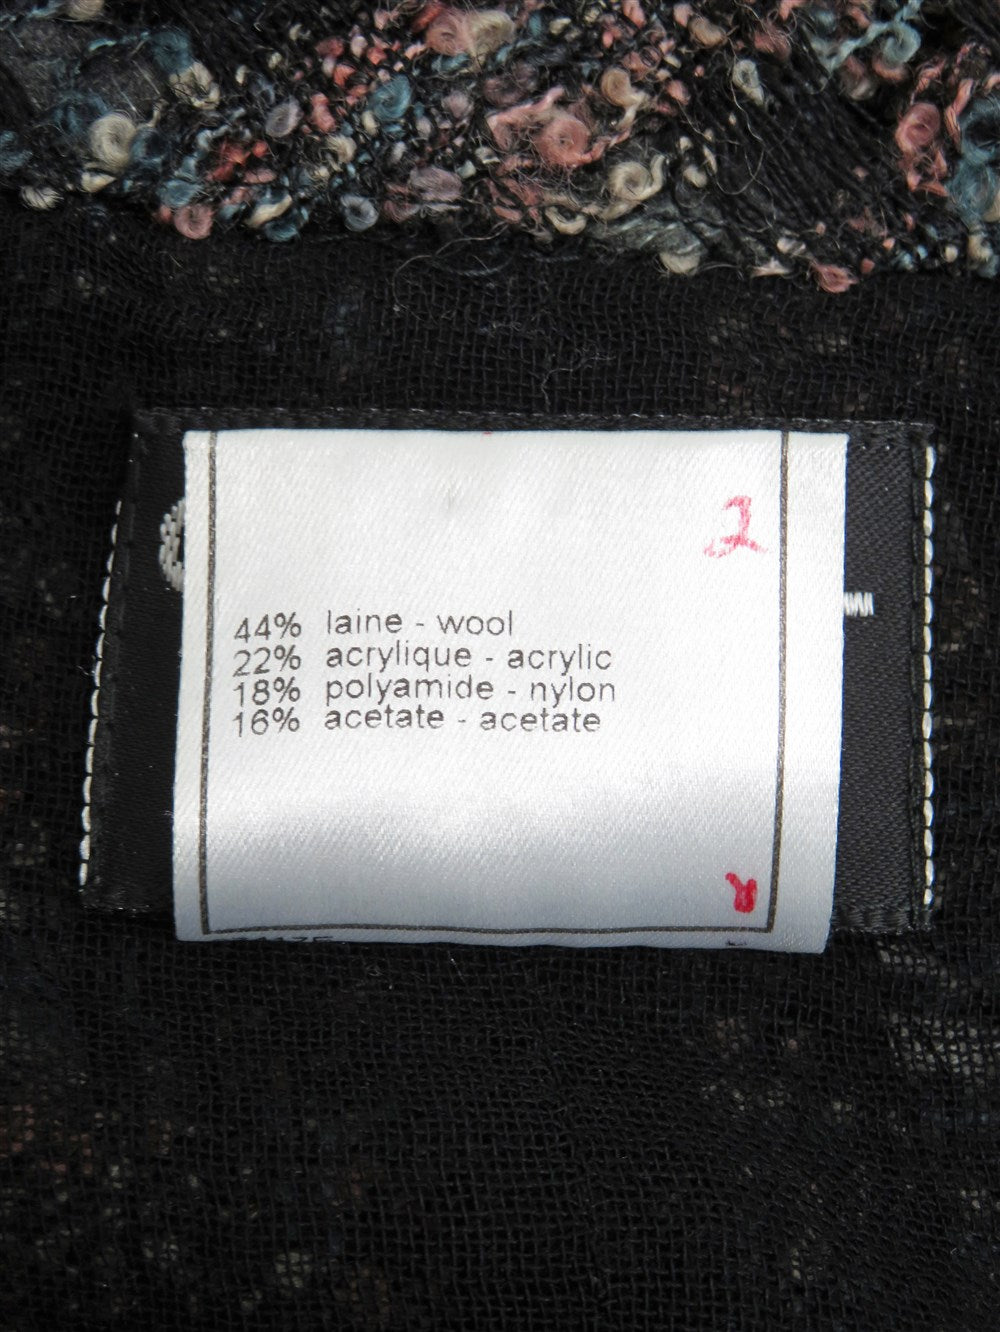 2
44% laine - wool
22% acrylique - acrylic
18% polyamide - nylon
16% acetate - acetate
R